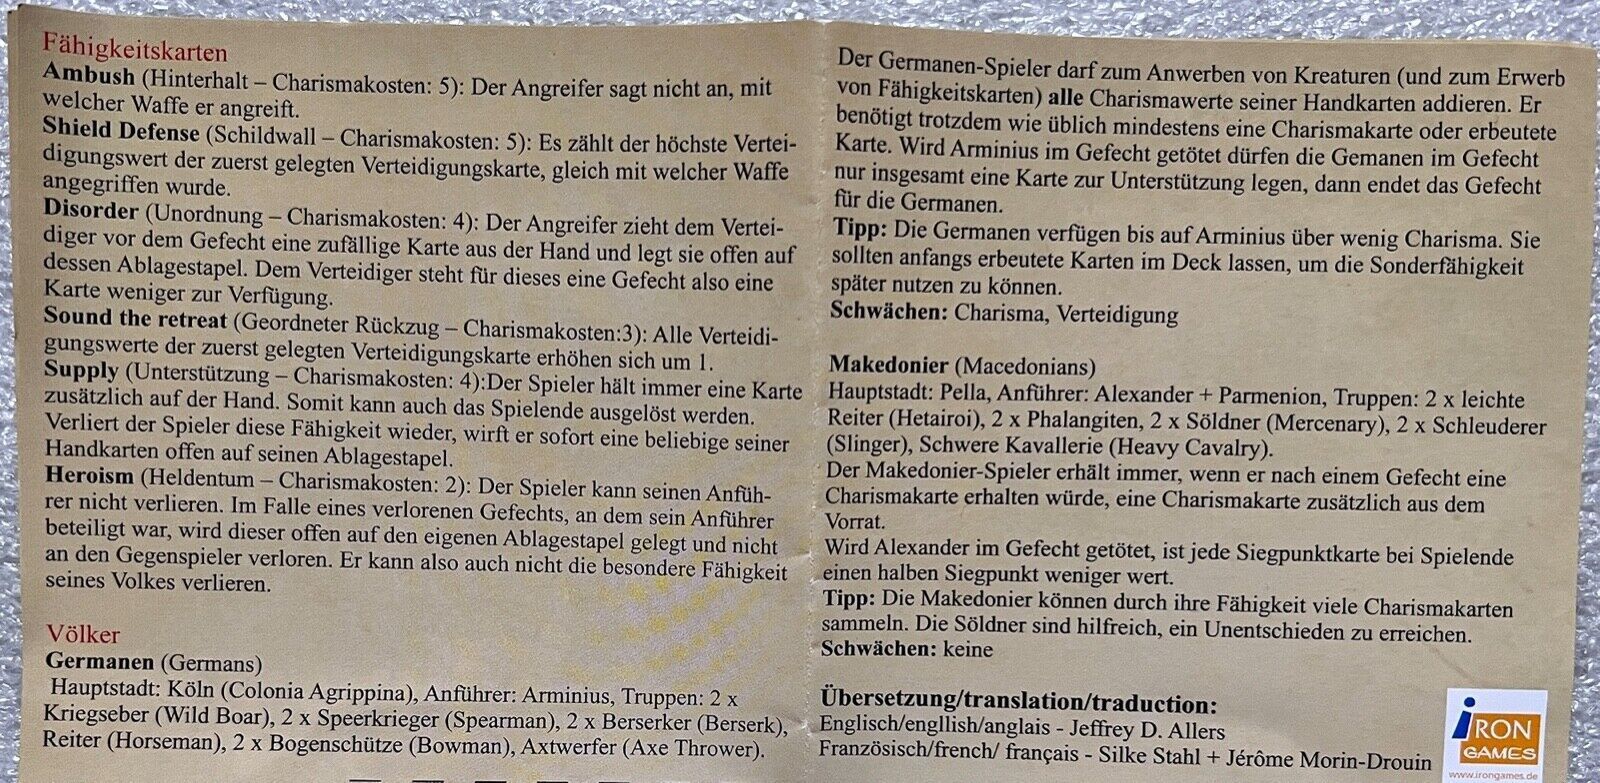 Fähigkeitskarten
Ambush (Hinterhalt – Charismakosten: 5): Der Angreifer sagt nicht an, mit
welcher Waffe er angreift.
Shield Defense (Schildwall – Charismakosten: 5): Es zählt der höchste Vertei-
digungswert der zuerst gelegten Verteidigungskarte, gleich mit welcher Waffe
angegriffen wurde.
Disorder (Unordnung – Charismakosten: 4): Der Angreifer zieht dem Vertei-
diger vor dem Gefecht eine zufällige Karte aus der Hand und legt sie offen auf
dessen Ablagestapel. Dem Verteidiger steht für dieses eine Gefecht also eine
Karte weniger zur Verfügung.
Sound the retreat (Geordneter Rückzug – Charismakosten:3): Alle Verteidi-
gungswerte der zuerst gelegten Verteidigungskarte erhöhen sich um 1.
Supply (Unterstützung – Charismakosten: 4):Der Spieler hält immer eine Karte
zusätzlich auf der Hand. Somit kann auch das Spielende ausgelöst werden.
Verliert der Spieler diese Fähigkeit wieder, wirft er sofort eine beliebige seiner
Handkarten offen auf seinen Ablagestapel.
Heroism (Heldentum – Charismakosten: 2): Der Spieler kann seinen Anfüh-
rer nicht verlieren. Im Falle eines verlorenen Gefechts, an dem sein Anführer
beteiligt war, wird dieser offen auf den eigenen Ablagestapel gelegt und nicht
an den Gegenspieler verloren. Er kann also auch nicht die besondere Fähigkeit
seines Volkes verlieren.
Völker
Germanen (Germans)
Hauptstadt: Köln (Colonia Agrippina), Anführer: Arminius, Truppen: 2 x
Kriegseber (Wild Boar), 2 x Speerkrieger (Spearman), 2 x Berserker (Berserk),
Reiter (Horseman), 2 x Bogenschütze (Bowman), Axtwerfer (Axe Thrower).
Der Germanen-Spieler darf zum Anwerben von Kreaturen (und zum Erwerb
von Fähigkeitskarten) alle Charismawerte seiner Handkarten addieren. Er
benötigt trotzdem wie üblich mindestens eine Charismakarte oder erbeutete
Karte. Wird Arminius im Gefecht getötet dürfen die Gemanen im Gefecht
nur insgesamt eine Karte zur Unterstützung legen, dann endet das Gefecht
für die Germanen.
Tipp: Die Germanen verfügen bis auf Arminius über wenig Charisma. Sie
sollten anfangs erbeutete Karten im Deck lassen, um die Sonderfähigkeit
später nutzen zu können.
Schwächen: Charisma, Verteidigung
Makedonier (Macedonians)
Hauptstadt: Pella, Anführer: Alexander + Parmenion, Truppen: 2 x leichte
Reiter (Hetairoi), 2 x Phalangiten, 2 x Söldner (Mercenary), 2 x Schleuderer
(Slinger), Schwere Kavallerie (Heavy Cavalry).
Der Makedonier-Spieler erhält immer, wenn er nach einem Gefecht eine
Charismakarte erhalten würde, eine Charismakarte zusätzlich aus dem
Vorrat.
Wird Alexander im Gefecht getötet, ist jede Siegpunktkarte bei Spielende
einen halben Siegpunkt weniger wert.
Tipp: Die Makedonier können durch ihre Fähigkeit viele Charismakarten
sammeln. Die Söldner sind hilfreich, ein Unentschieden zu erreichen.
Schwächen: keine
Übersetzung/translation/traduction:
Englisch/engllish/anglais - Jeffrey D. Allers
Französisch/french/ français - Silke Stahl + Jérôme Morin-Drouin
iRON
GAMES
www.irongames.de